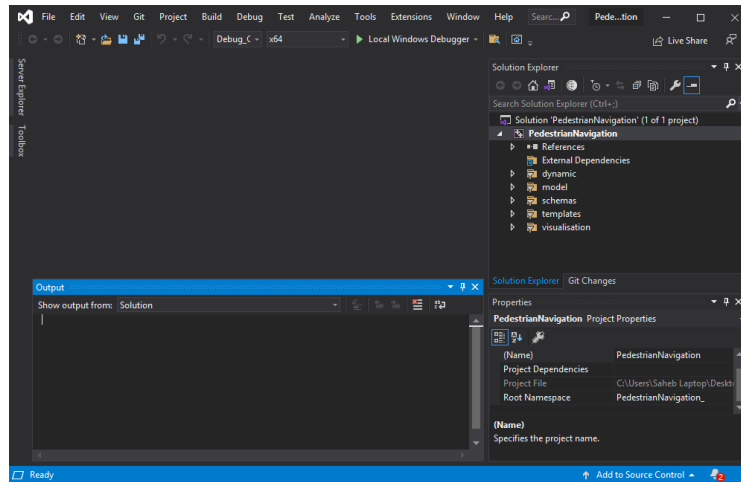 File Edit View Git Project Build Debug Test Analyze Tools Extensions Window Help Searc... Pede...tion
Debug_C x64 Local Windows Debugger Live Share
Server Explorer
Toolbox
Solution Explorer
Search Solution Explorer (Ctrl+;)
Solution 'PedestrianNavigation' (1 of 1 project)
PedestrianNavigation
References
External Dependencies
dynamic
model
schemas
templates
visualisation
Solution Explorer Git Changes
Output
Show output from: Solution
Properties
PedestrianNavigation Project Properties
(Name) PedestrianNavigation
Project Dependencies
Project File C:\Users\Saheb Laptop\Deskt
Root Namespace PedestrianNavigation_
(Name)
Specifies the project name.
Ready Add to Source Control 2